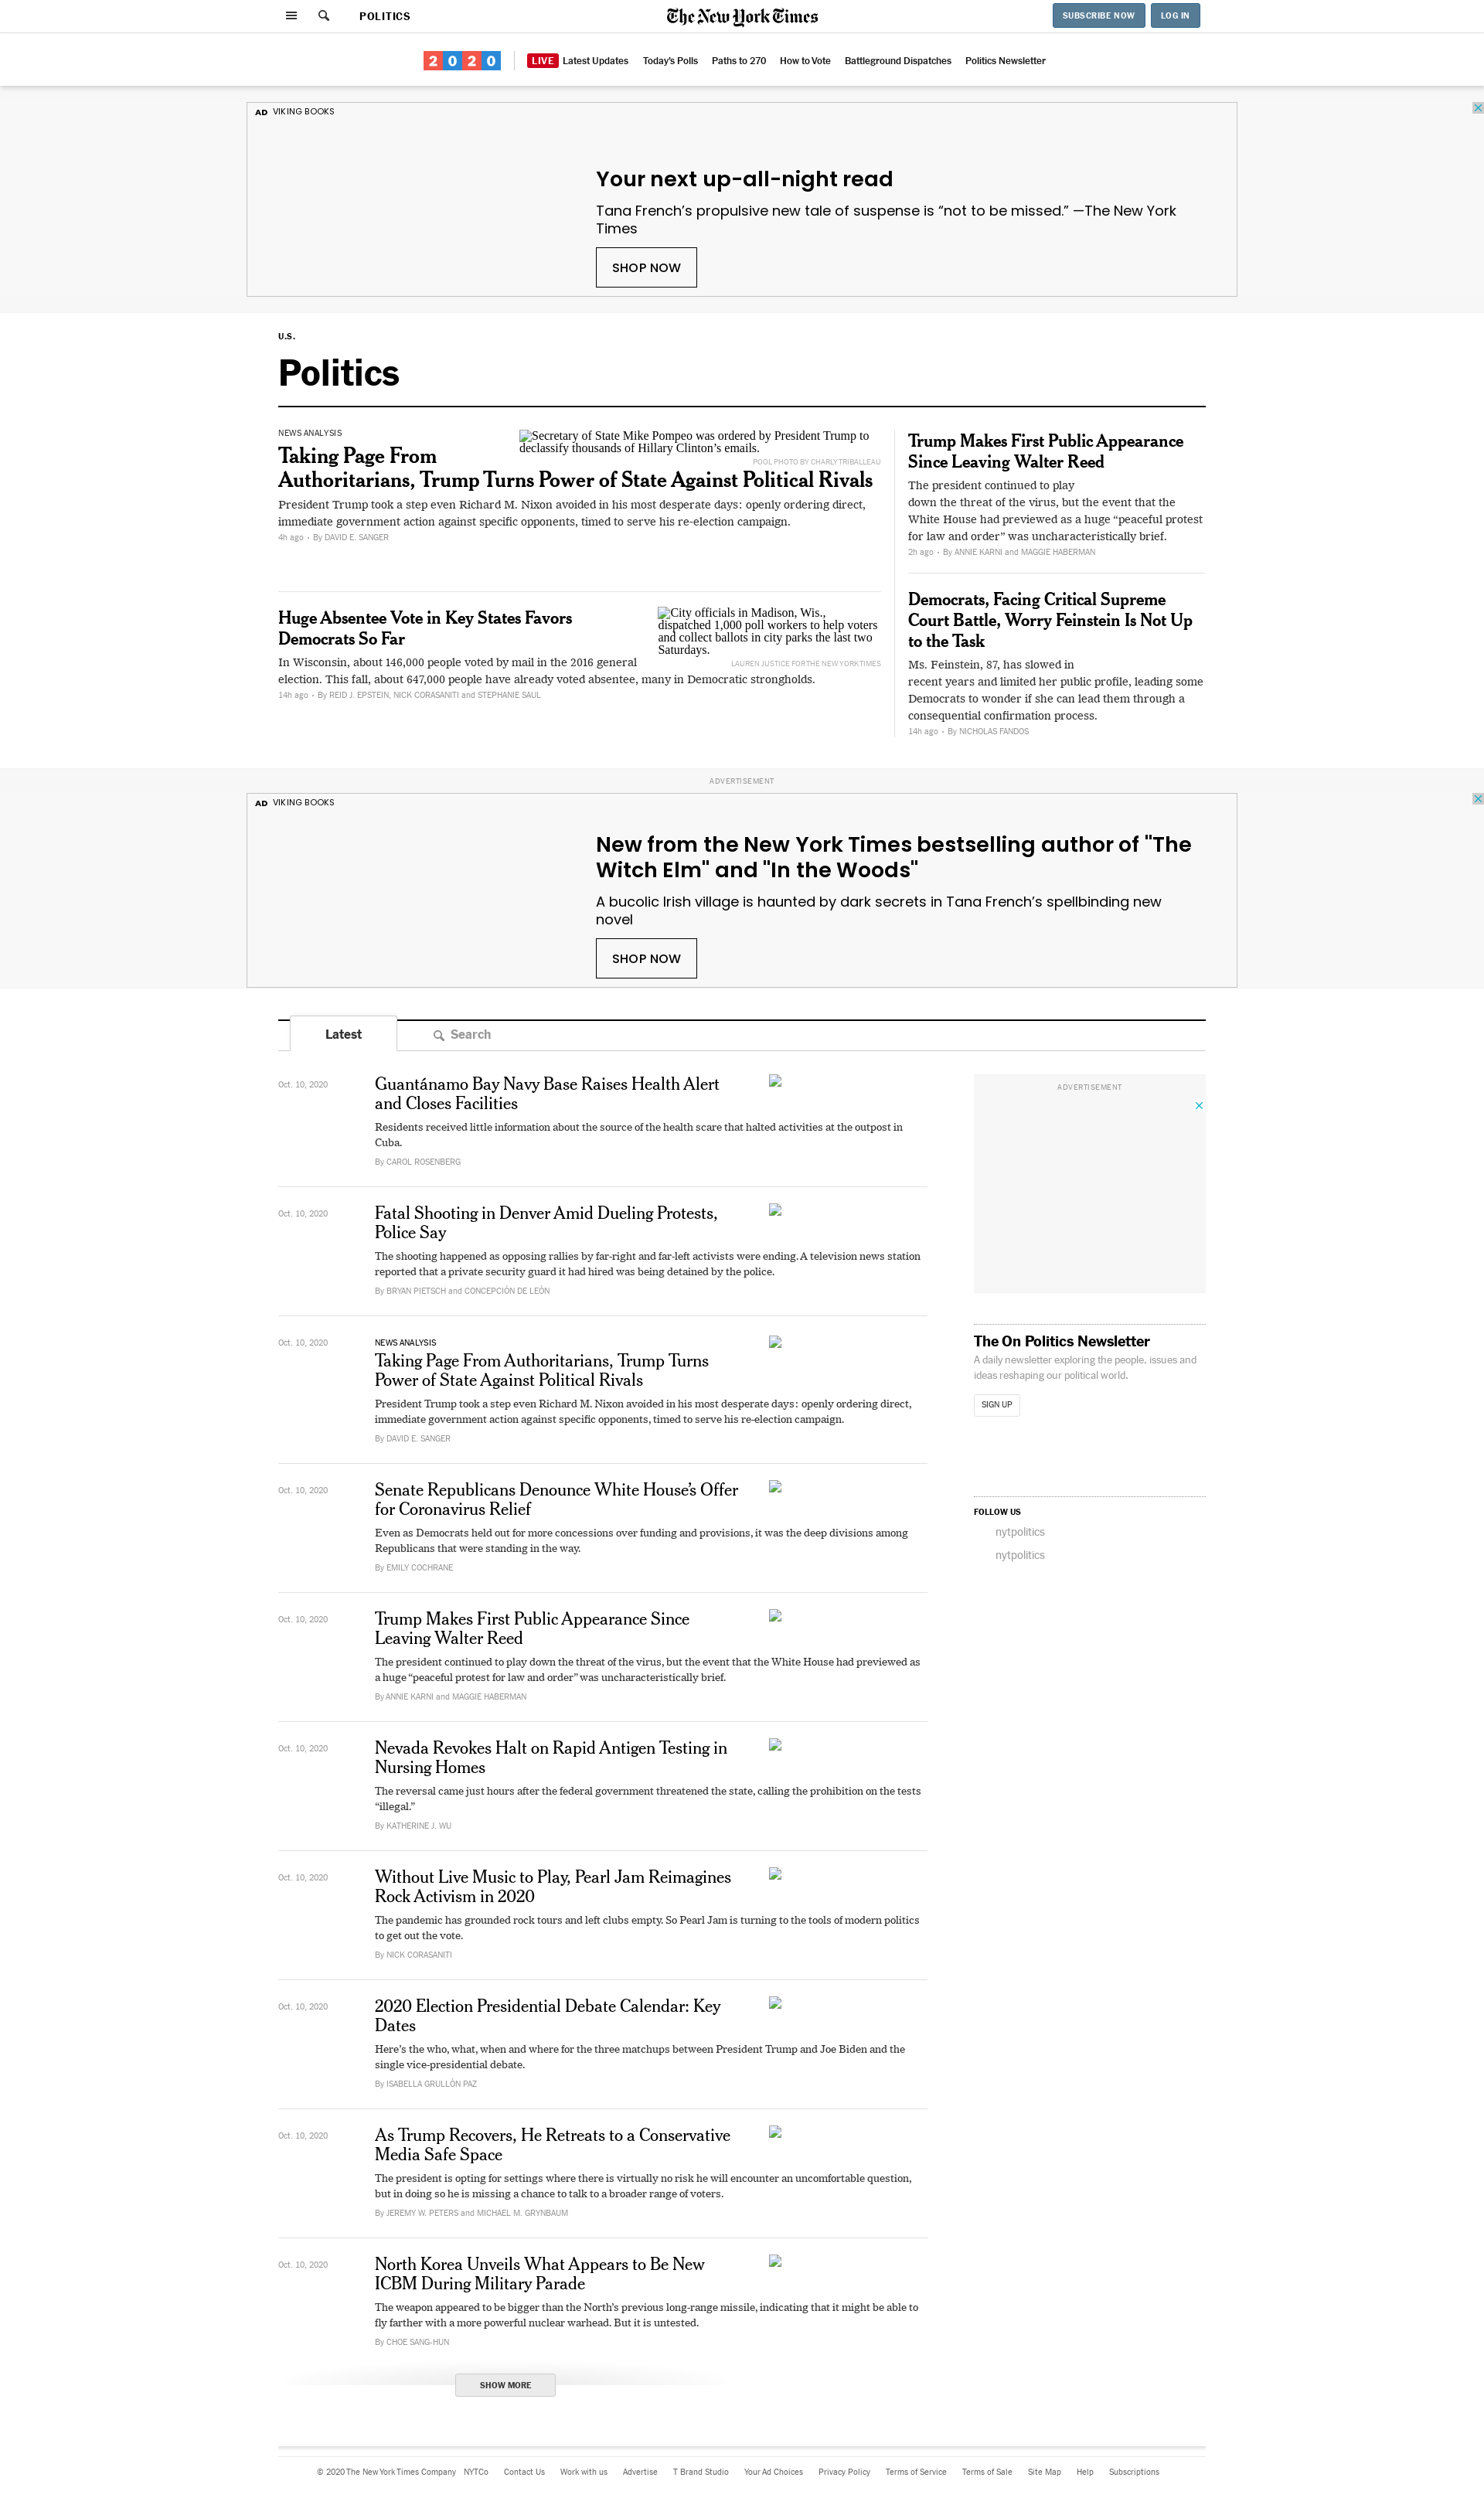 POLITICS
The New York Times
SUBSCRIBE NOW
LOG IN
2020
LIVE Latest Updates
Today's Polls
Paths to 270
How to Vote
Battleground Dispatches
Politics Newsletter
AD VIKING BOOKS
Your next up-all-night read
Tana French’s propulsive new tale of suspense is “not to be missed.” —The New York
Times
SHOP NOW
U.S.
Politics
NEWS ANALYSIS
Taking Page From
Authoritarians, Trump Turns Power of State Against Political Rivals
Secretary of State Mike Pompeo was ordered by President Trump to
declassify thousands of Hillary Clinton’s emails.
POOL PHOTO BY CHARLY TRIBALLEAU
President Trump took a step even Richard M. Nixon avoided in his most desperate days: openly ordering direct,
immediate government action against specific opponents, timed to serve his re-election campaign.
4h ago • By DAVID E. SANGER
Huge Absentee Vote in Key States Favors
Democrats So Far
City officials in Madison, Wis.,
dispatched 1,000 poll workers to help voters
and collect ballots in city parks the last two
Saturdays.
LAUREN JUSTICE FOR THE NEW YORK TIMES
In Wisconsin, about 146,000 people voted by mail in the 2016 general
election. This fall, about 647,000 people have already voted absentee, many in Democratic strongholds.
14h ago • By REID J. EPSTEIN, NICK CORASANITI and STEPHANIE SAUL
Trump Makes First Public Appearance
Since Leaving Walter Reed
The president continued to play
down the threat of the virus, but the event that the
White House had previewed as a huge “peaceful protest
for law and order” was uncharacteristically brief.
2h ago • By ANNIE KARNI and MAGGIE HABERMAN
Democrats, Facing Critical Supreme
Court Battle, Worry Feinstein Is Not Up
to the Task
Ms. Feinstein, 87, has slowed in
recent years and limited her public profile, leading some
Democrats to wonder if she can lead them through a
consequential confirmation process.
14h ago • By NICHOLAS FANDOS
ADVERTISEMENT
AD VIKING BOOKS
New from the New York Times bestselling author of "The
Witch Elm" and "In the Woods"
A bucolic Irish village is haunted by dark secrets in Tana French’s spellbinding new
novel
SHOP NOW
Latest
Search
Oct. 10, 2020
Guantánamo Bay Navy Base Raises Health Alert
and Closes Facilities
Residents received little information about the source of the health scare that halted activities at the outpost in
Cuba.
By CAROL ROSENBERG
Oct. 10, 2020
Fatal Shooting in Denver Amid Dueling Protests,
Police Say
The shooting happened as opposing rallies by far-right and far-left activists were ending. A television news station
reported that a private security guard it had hired was being detained by the police.
By BRYAN PIETSCH and CONCEPCIÓN DE LEÓN
Oct. 10, 2020
NEWS ANALYSIS
Taking Page From Authoritarians, Trump Turns
Power of State Against Political Rivals
President Trump took a step even Richard M. Nixon avoided in his most desperate days: openly ordering direct,
immediate government action against specific opponents, timed to serve his re-election campaign.
By DAVID E. SANGER
Oct. 10, 2020
Senate Republicans Denounce White House’s Offer
for Coronavirus Relief
Even as Democrats held out for more concessions over funding and provisions, it was the deep divisions among
Republicans that were standing in the way.
By EMILY COCHRANE
Oct. 10, 2020
Trump Makes First Public Appearance Since
Leaving Walter Reed
The president continued to play down the threat of the virus, but the event that the White House had previewed as
a huge “peaceful protest for law and order” was uncharacteristically brief.
By ANNIE KARNI and MAGGIE HABERMAN
Oct. 10, 2020
Nevada Revokes Halt on Rapid Antigen Testing in
Nursing Homes
The reversal came just hours after the federal government threatened the state, calling the prohibition on the tests
“illegal.”
By KATHERINE J. WU
Oct. 10, 2020
Without Live Music to Play, Pearl Jam Reimagines
Rock Activism in 2020
The pandemic has grounded rock tours and left clubs empty. So Pearl Jam is turning to the tools of modern politics
to get out the vote.
By NICK CORASANITI
Oct. 10, 2020
2020 Election Presidential Debate Calendar: Key
Dates
Here’s the who, what, when and where for the three matchups between President Trump and Joe Biden and the
single vice-presidential debate.
By ISABELLA GRULLÓN PAZ
Oct. 10, 2020
As Trump Recovers, He Retreats to a Conservative
Media Safe Space
The president is opting for settings where there is virtually no risk he will encounter an uncomfortable question,
but in doing so he is missing a chance to talk to a broader range of voters.
By JEREMY W. PETERS and MICHAEL M. GRYNBAUM
Oct. 10, 2020
North Korea Unveils What Appears to Be New
ICBM During Military Parade
The weapon appeared to be bigger than the North’s previous long-range missile, indicating that it might be able to
fly farther with a more powerful nuclear warhead. But it is untested.
By CHOE SANG-HUN
SHOW MORE
ADVERTISEMENT
The On Politics Newsletter
A daily newsletter exploring the people, issues and
ideas reshaping our political world.
SIGN UP
FOLLOW US
nytpolitics
nytpolitics
© 2020 The New York Times Company
NYTCo
Contact Us
Work with us
Advertise
T Brand Studio
Your Ad Choices
Privacy Policy
Terms of Service
Terms of Sale
Site Map
Help
Subscriptions